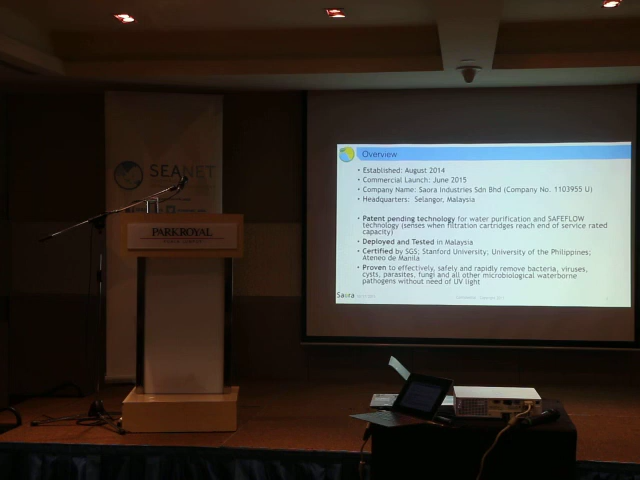 SEANET
PARKROYAL
Overview
• Established: August 2014
• Commercial Launch: June 2015
• Company Name: Saora Industries Sdn Bhd (Company No. 1103955 U)
• Headquarters: Selangor, Malaysia
• Patent pending technology for water purification and SAFEFLOW
technology (senses when filtration cartridges reach end of service rated
capacity)
• Deployed and Tested in Malaysia
• Certified by SGS; Stanford University; University of the Philippines;
Ateneo de Manila
• Proven to effectively, safely and rapidly remove bacteria, viruses,
cysts, parasites, fungi and all other microbiological waterborne
pathogens without need of UV light
Saora